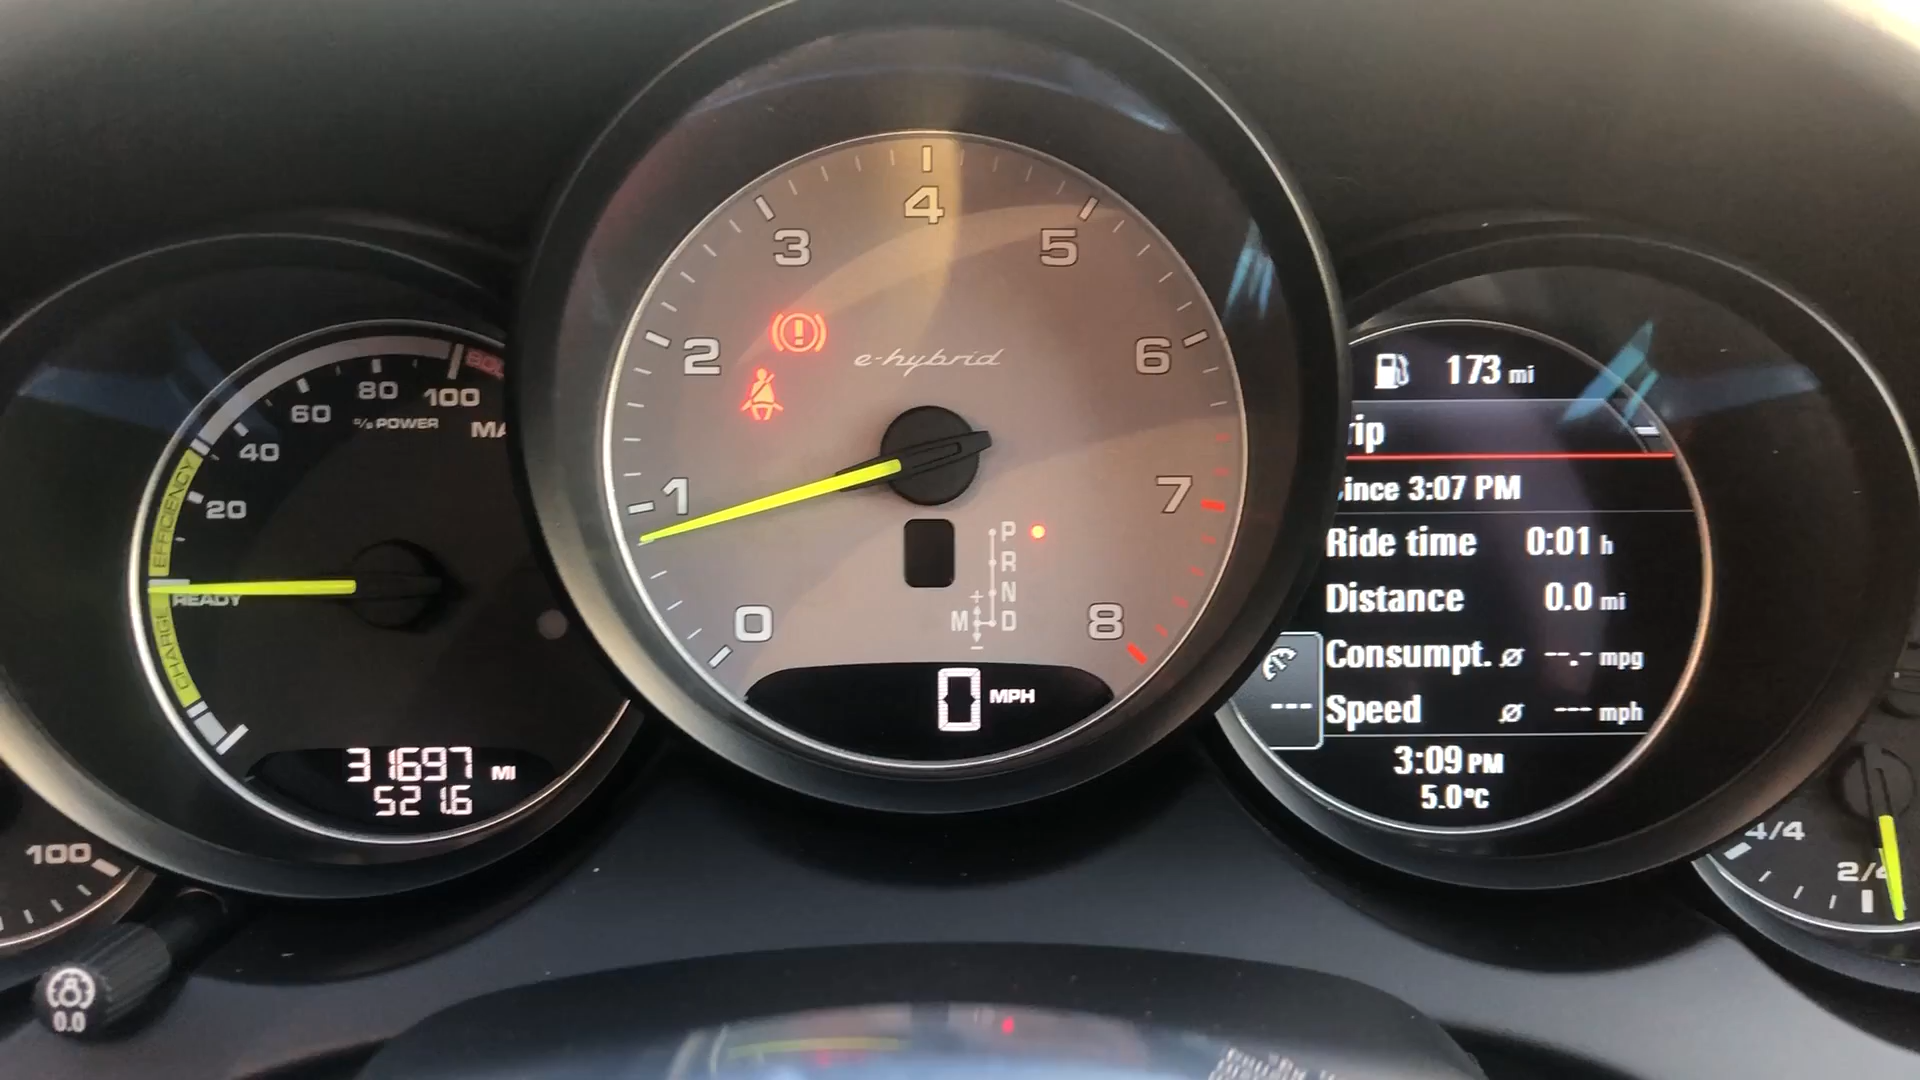 100
0.0
EFFICIENCY
CHARGE
READY
20
40
60
80
100
% POWER
31697 MI
521.6
0
1
2
3
4
5
6
7
8
e-hybrid
P
R
+ N
M D
-
0 MPH
173 mi
3:07 PM
Ride time 0:01 h
Distance 0.0 mi
Consumpt. ø --.- mpg
--- Speed ø --- mph
3:09 PM
5.0°C
4/4
2/4